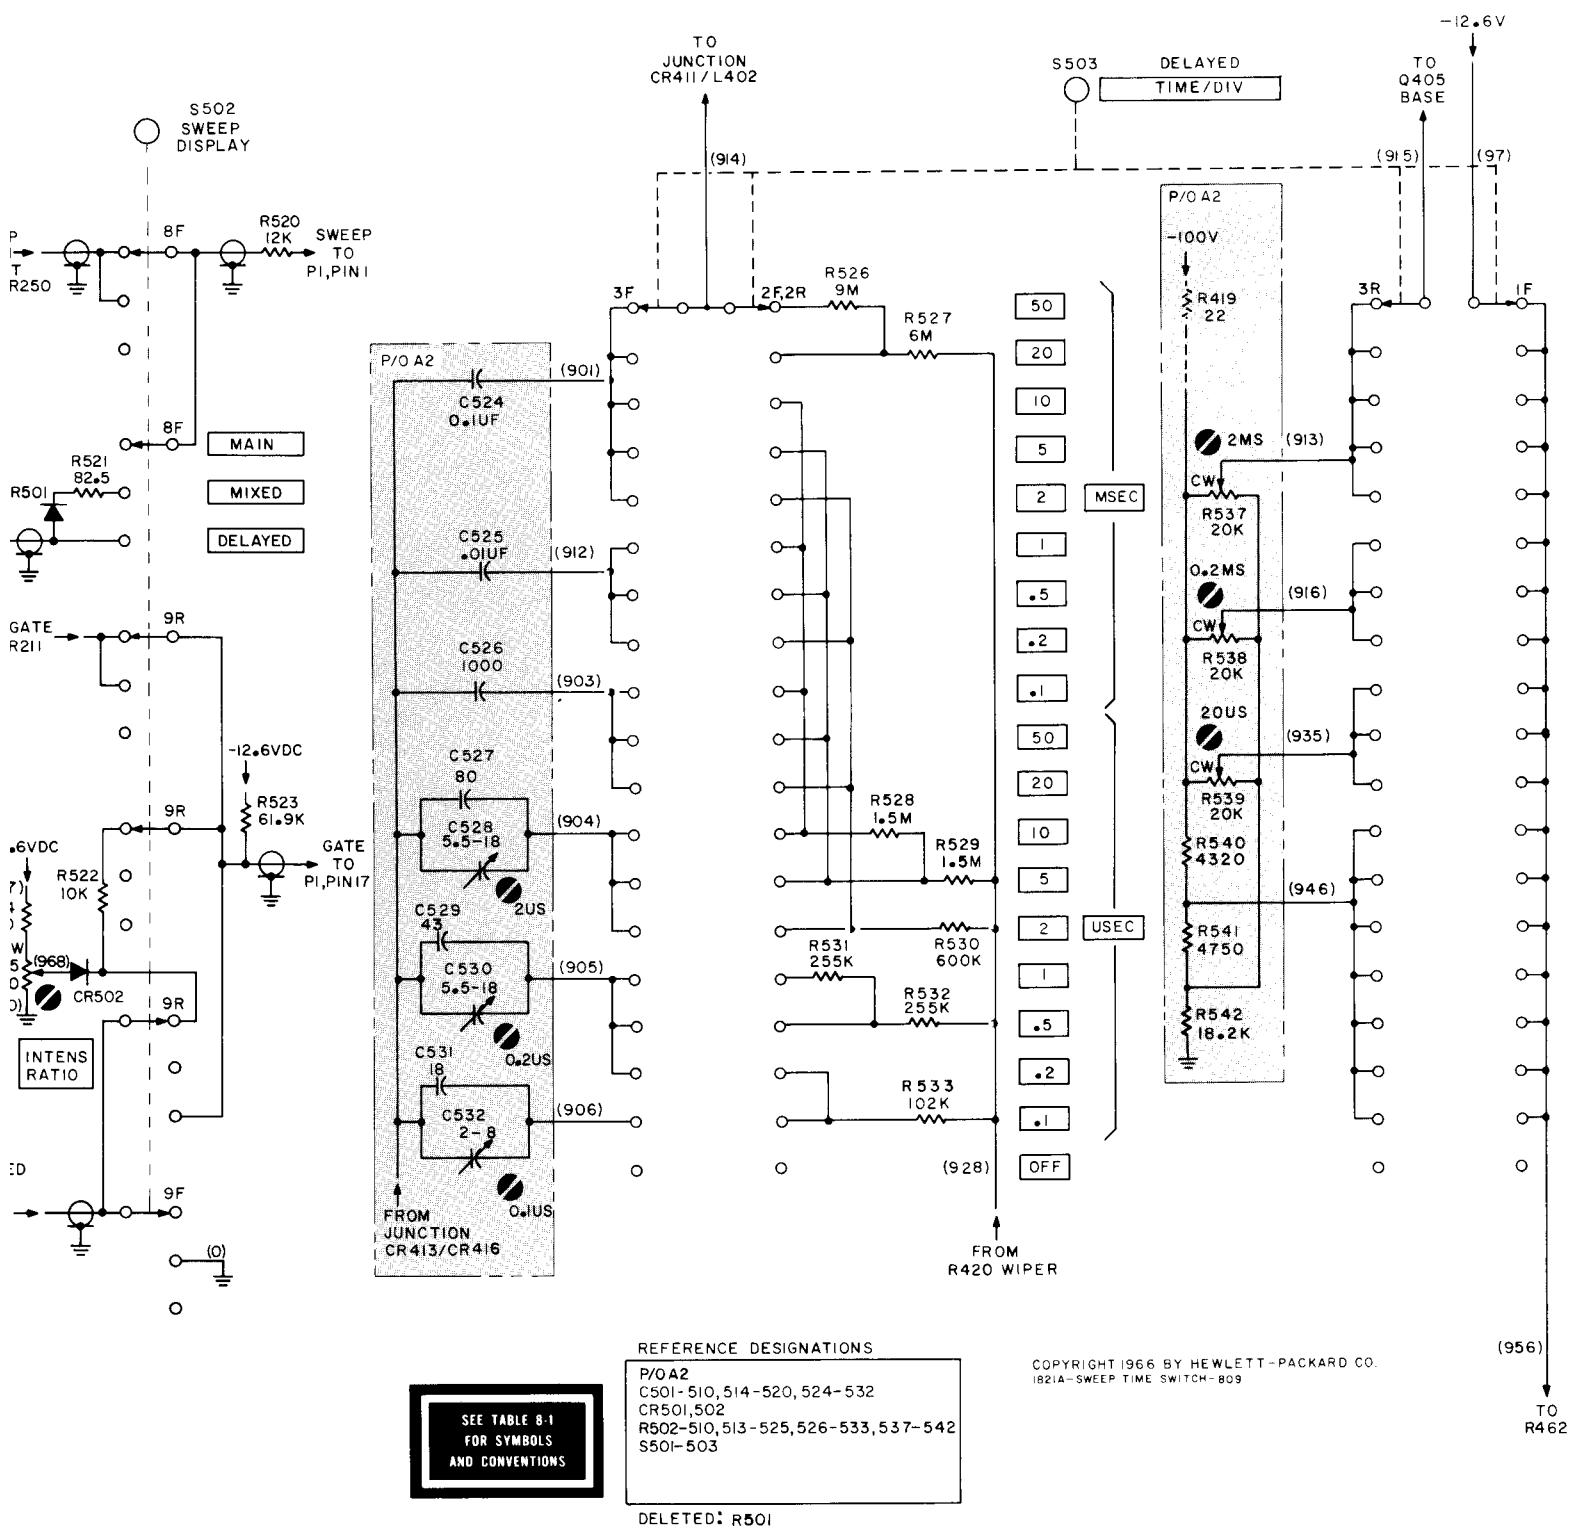 -12.6V
TO
JUNCTION
CR411/L402
S503
DELAYED
TIME/DIV
TO
Q405
BASE
S502
SWEEP
DISPLAY
(914)
(915)
(97)
P/O A2
-100V
R419
22
P
T
R250
8F
R520
12K
SWEEP
TO
P1,PIN1
3F
2F,2R
R526
9M
R527
6M
50
20
10
5
2
MSEC
1
.5
.2
.1
50
20
10
5
2
USEC
1
.5
.2
.1
OFF
3R
1F
P/O A2
(901)
C524
0.1UF
8F
MAIN
R521
82.5
R501
MIXED
DELAYED
C525
.01UF
(912)
2MS
(913)
CW
R537
20K
0.2MS
(916)
CW
R538
20K
GATE
R211
9R
C526
1000
(903)
20US
(935)
CW
R539
20K
-12.6VDC
R523
61.9K
C527
80
C528
5.5-18
(904)
2US
R528
1.5M
R529
1.5M
R540
4320
9R
GATE
TO
P1,PIN17
.6VDC
R522
10K
7)
4
)
W
5
0
0)
(968)
CR502
9R
INTENS
RATIO
C529
43
C530
5.5-18
(905)
0.2US
R530
600K
R531
255K
R532
255K
(946)
R541
4750
R542
18.2K
C531
18
C532
2-8
(906)
0.1US
R533
102K
(928)
ED
9F
(0)
FROM
JUNCTION
CR413/CR416
FROM
R420 WIPER
(956)
TO
R462
REFERENCE DESIGNATIONS
P/O A2
C501-510,514-520,524-532
CR501,502
R502-510,513-525,526-533,537-542
S501-503
DELETED: R501
SEE TABLE 8-1
FOR SYMBOLS
AND CONVENTIONS
COPYRIGHT 1966 BY HEWLETT-PACKARD CO.
1821A-SWEEP TIME SWITCH-809